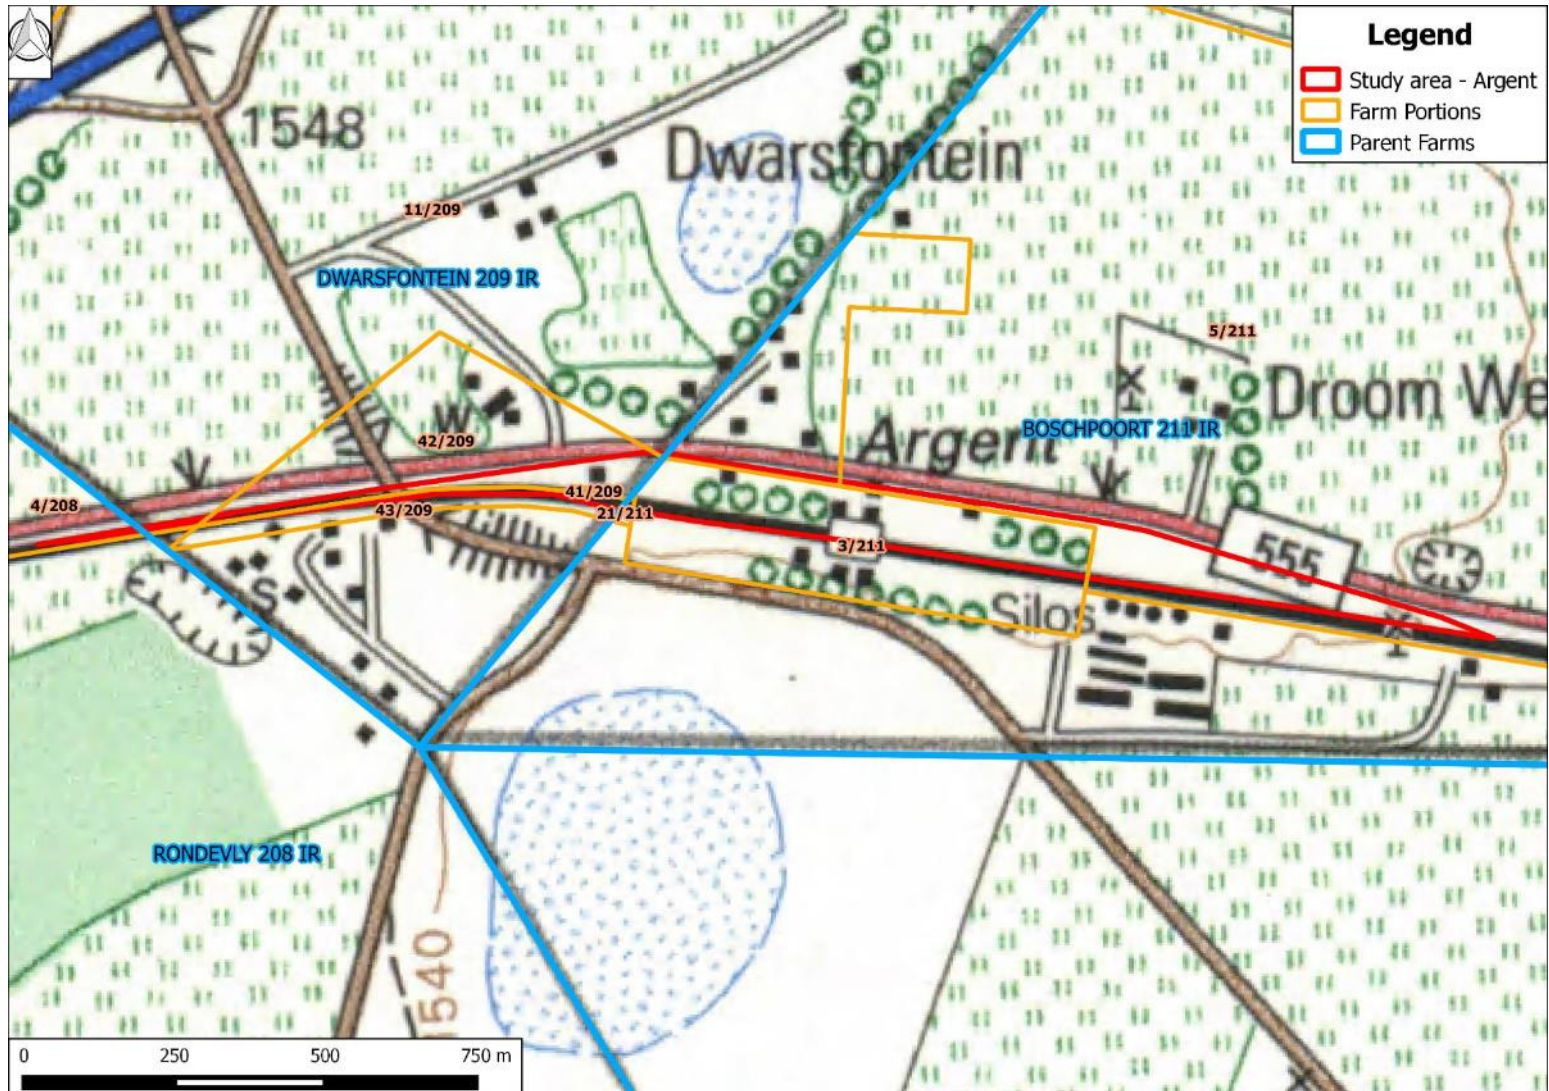 Legend
Study area - Argent
Farm Portions
Parent Farms
1548
Dwarsfontein
11/209
DWARSFONTEIN 209 IR
5/211
Droom We
W
42/209
Argent
BOSCHPOORT 211 IR
4/208
43/209
41/209
21/211
3/211
555
S
Silos
RONDEVLY 208 IR
1540
0 250 500 750 m